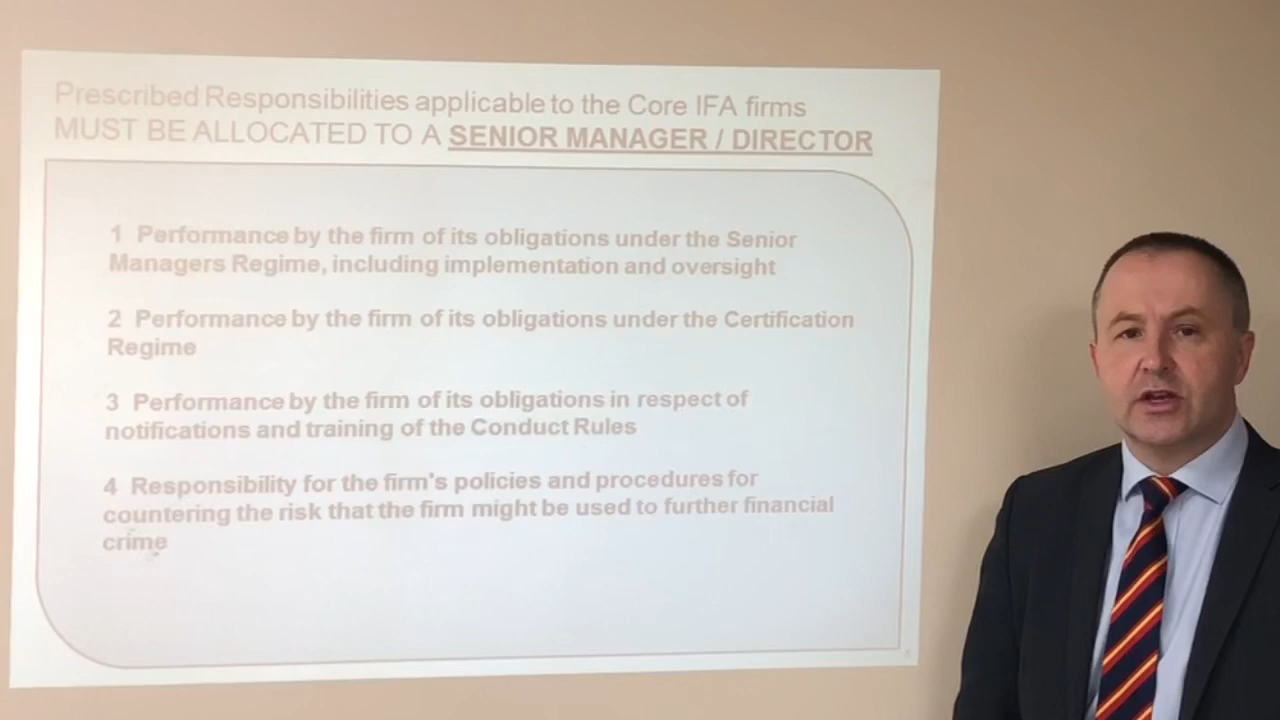 Prescribed Responsibilities applicable to the Core IFA firms
MUST BE ALLOCATED TO A SENIOR MANAGER / DIRECTOR
1 Performance by the firm of its obligations under the Senior
Managers Regime, including implementation and oversight
2 Performance by the firm of its obligations under the Certification
Regime
3 Performance by the firm of its obligations in respect of
notifications and training of the Conduct Rules
4 Responsibility for the firm's policies and procedures for
countering the risk that the firm might be used to further financial
crime